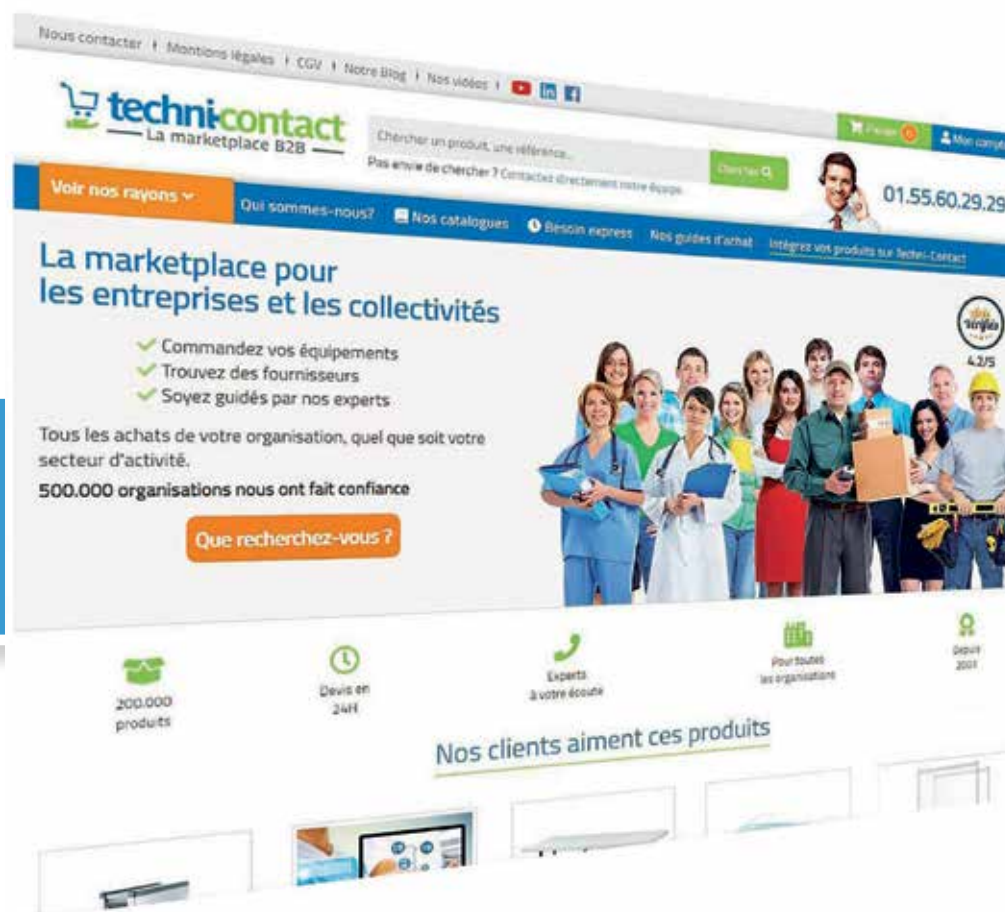 Nous contacter | Mentions légales | CGV | Notre Blog | Nos vidéos |
Panier 0 Mon compte
techni-contact
La marketplace B2B
Chercher un produit, une référence...
Chercher
Pas envie de chercher ? Contactez directement notre équipe
01.55.60.29.29
Voir nos rayons
Qui sommes-nous?
Nos catalogues
Besoin express
Nos guides d'achat
Intégrez vos produits sur Techni-Contact
La marketplace pour
les entreprises et les collectivités
Commandez vos équipements
Trouvez des fournisseurs
Soyez guidés par nos experts
Tous les achats de votre organisation, quel que soit votre
secteur d'activité.
500.000 organisations nous ont fait confiance
Que recherchez-vous ?
Vérifiés
4.2/5
200.000
produits
Devis en
24H
Experts
à votre écoute
Pour toutes
les organisations
Depuis
Nos clients aiment ces produits